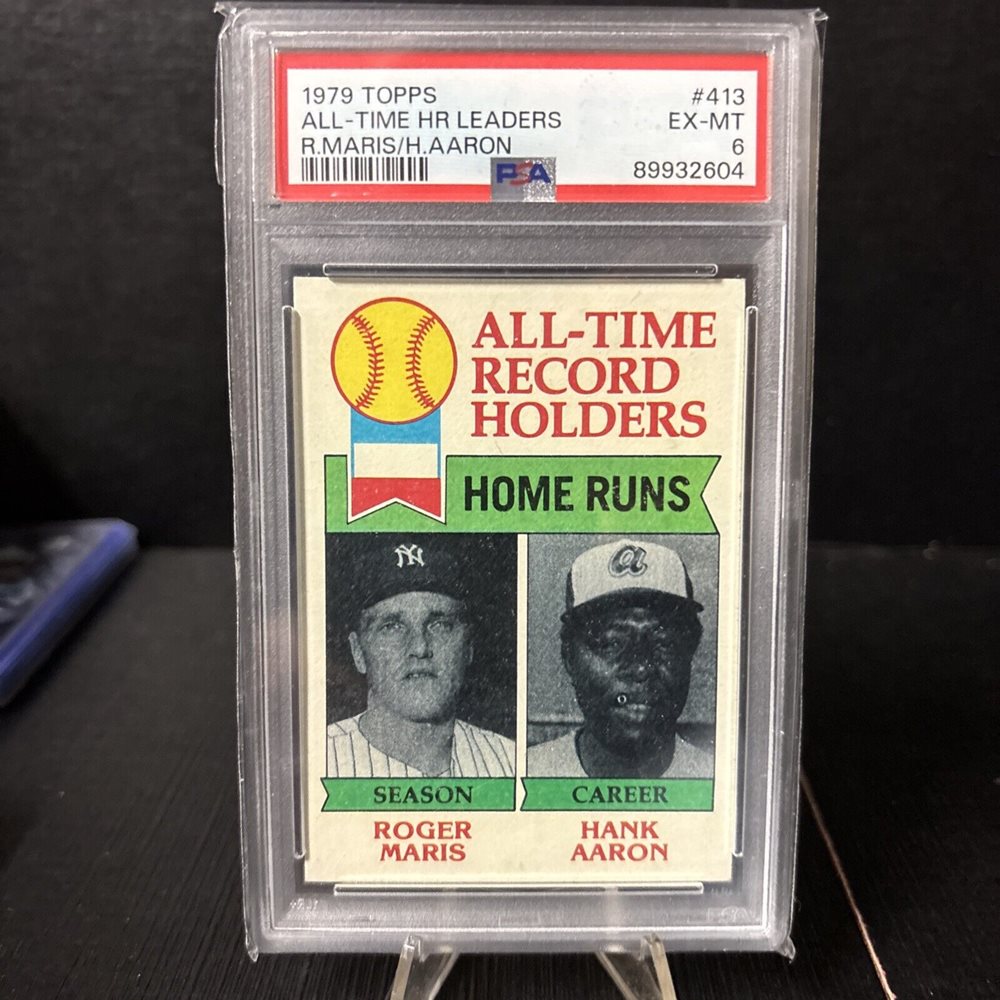 1979 TOPPS #413
ALL-TIME HR LEADERS EX-MT
R.MARIS/H.AARON 6
PSA 89932604
ALL-TIME
RECORD
HOLDERS
HOME RUNS
NY
a
SEASON
CAREER
ROGER
MARIS
HANK
AARON